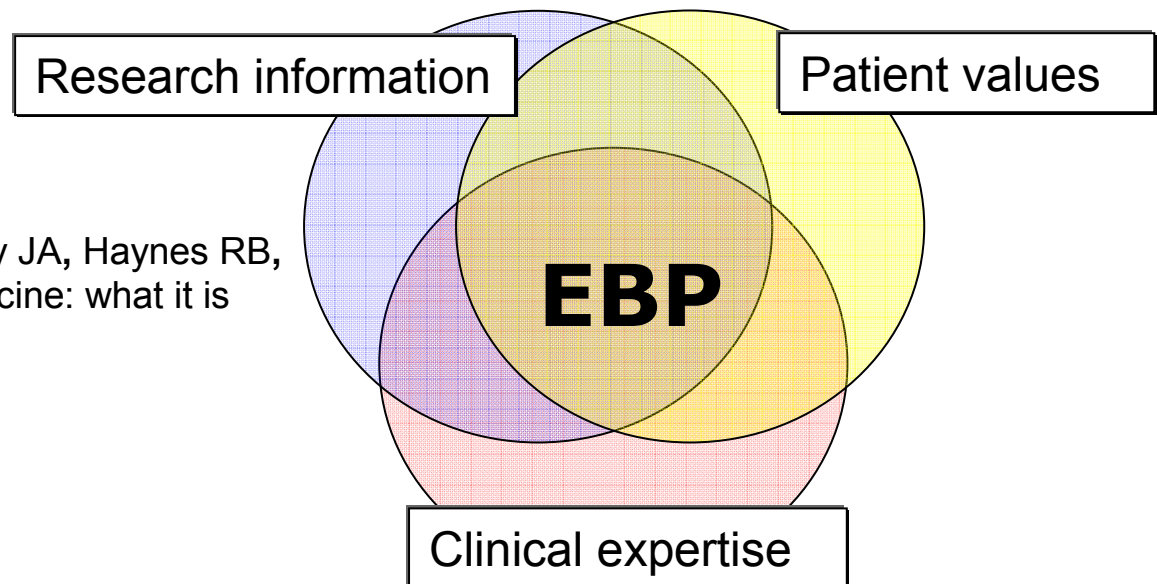 Research information
Patient values
JA, Haynes RB,
cine: what it is
EBP
Clinical expertise